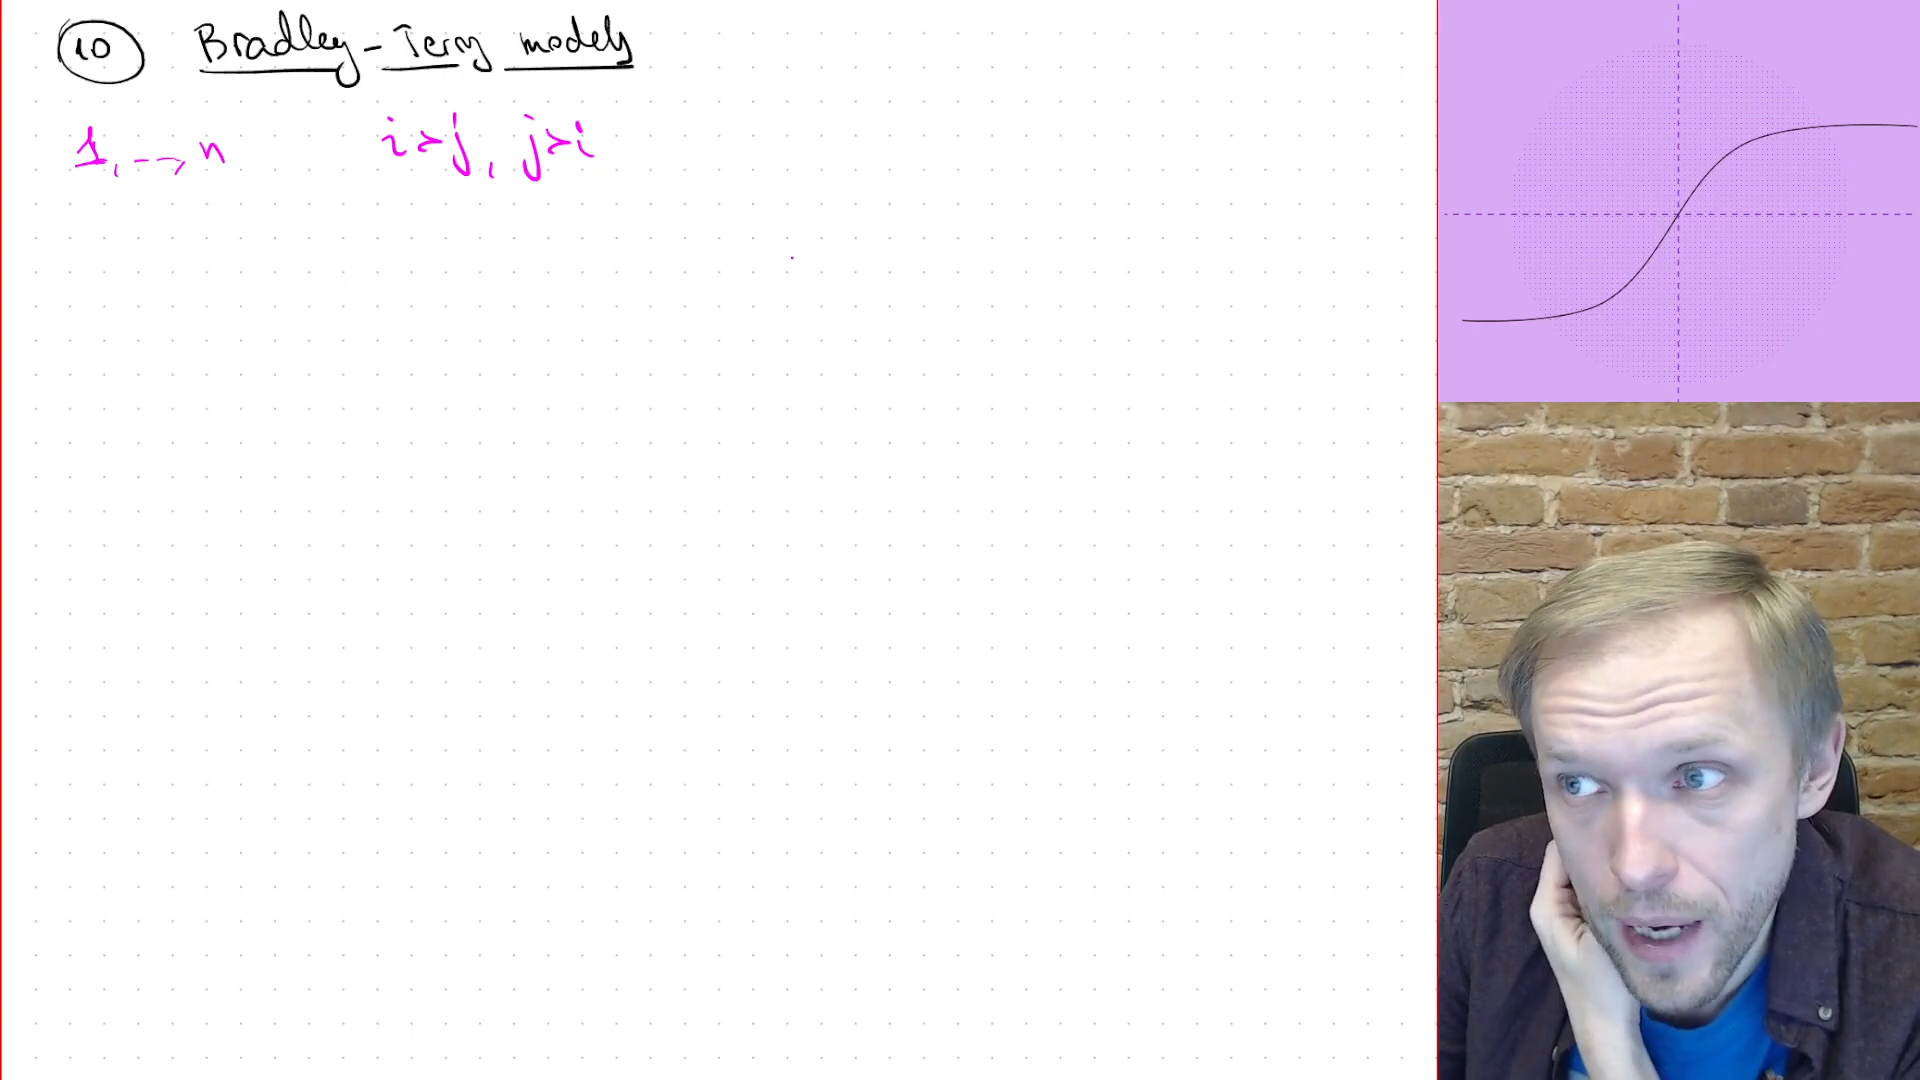 10 Bradley-Terry models
1, ..., n i≻j, j≻i